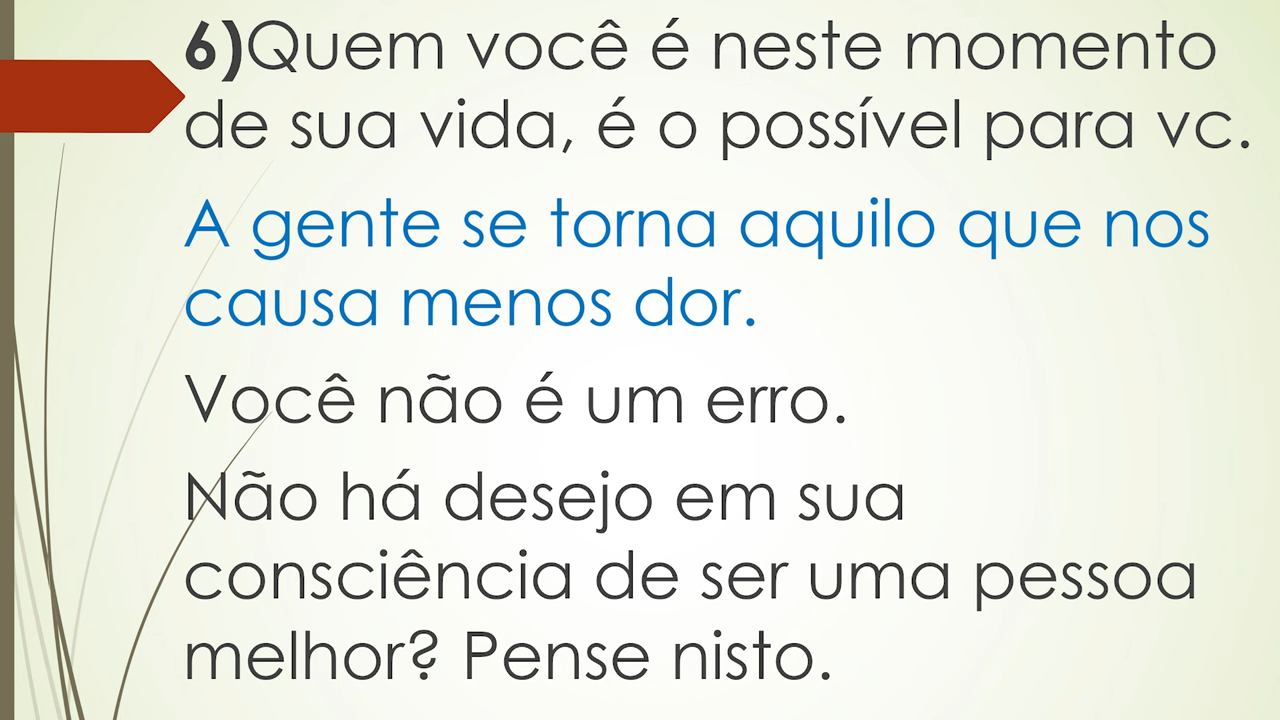 6)Quem você é neste momento
de sua vida, é o possível para vc.
A gente se torna aquilo que nos
causa menos dor.
Você não é um erro.
Não há desejo em sua
consciência de ser uma pessoa
melhor? Pense nisto.